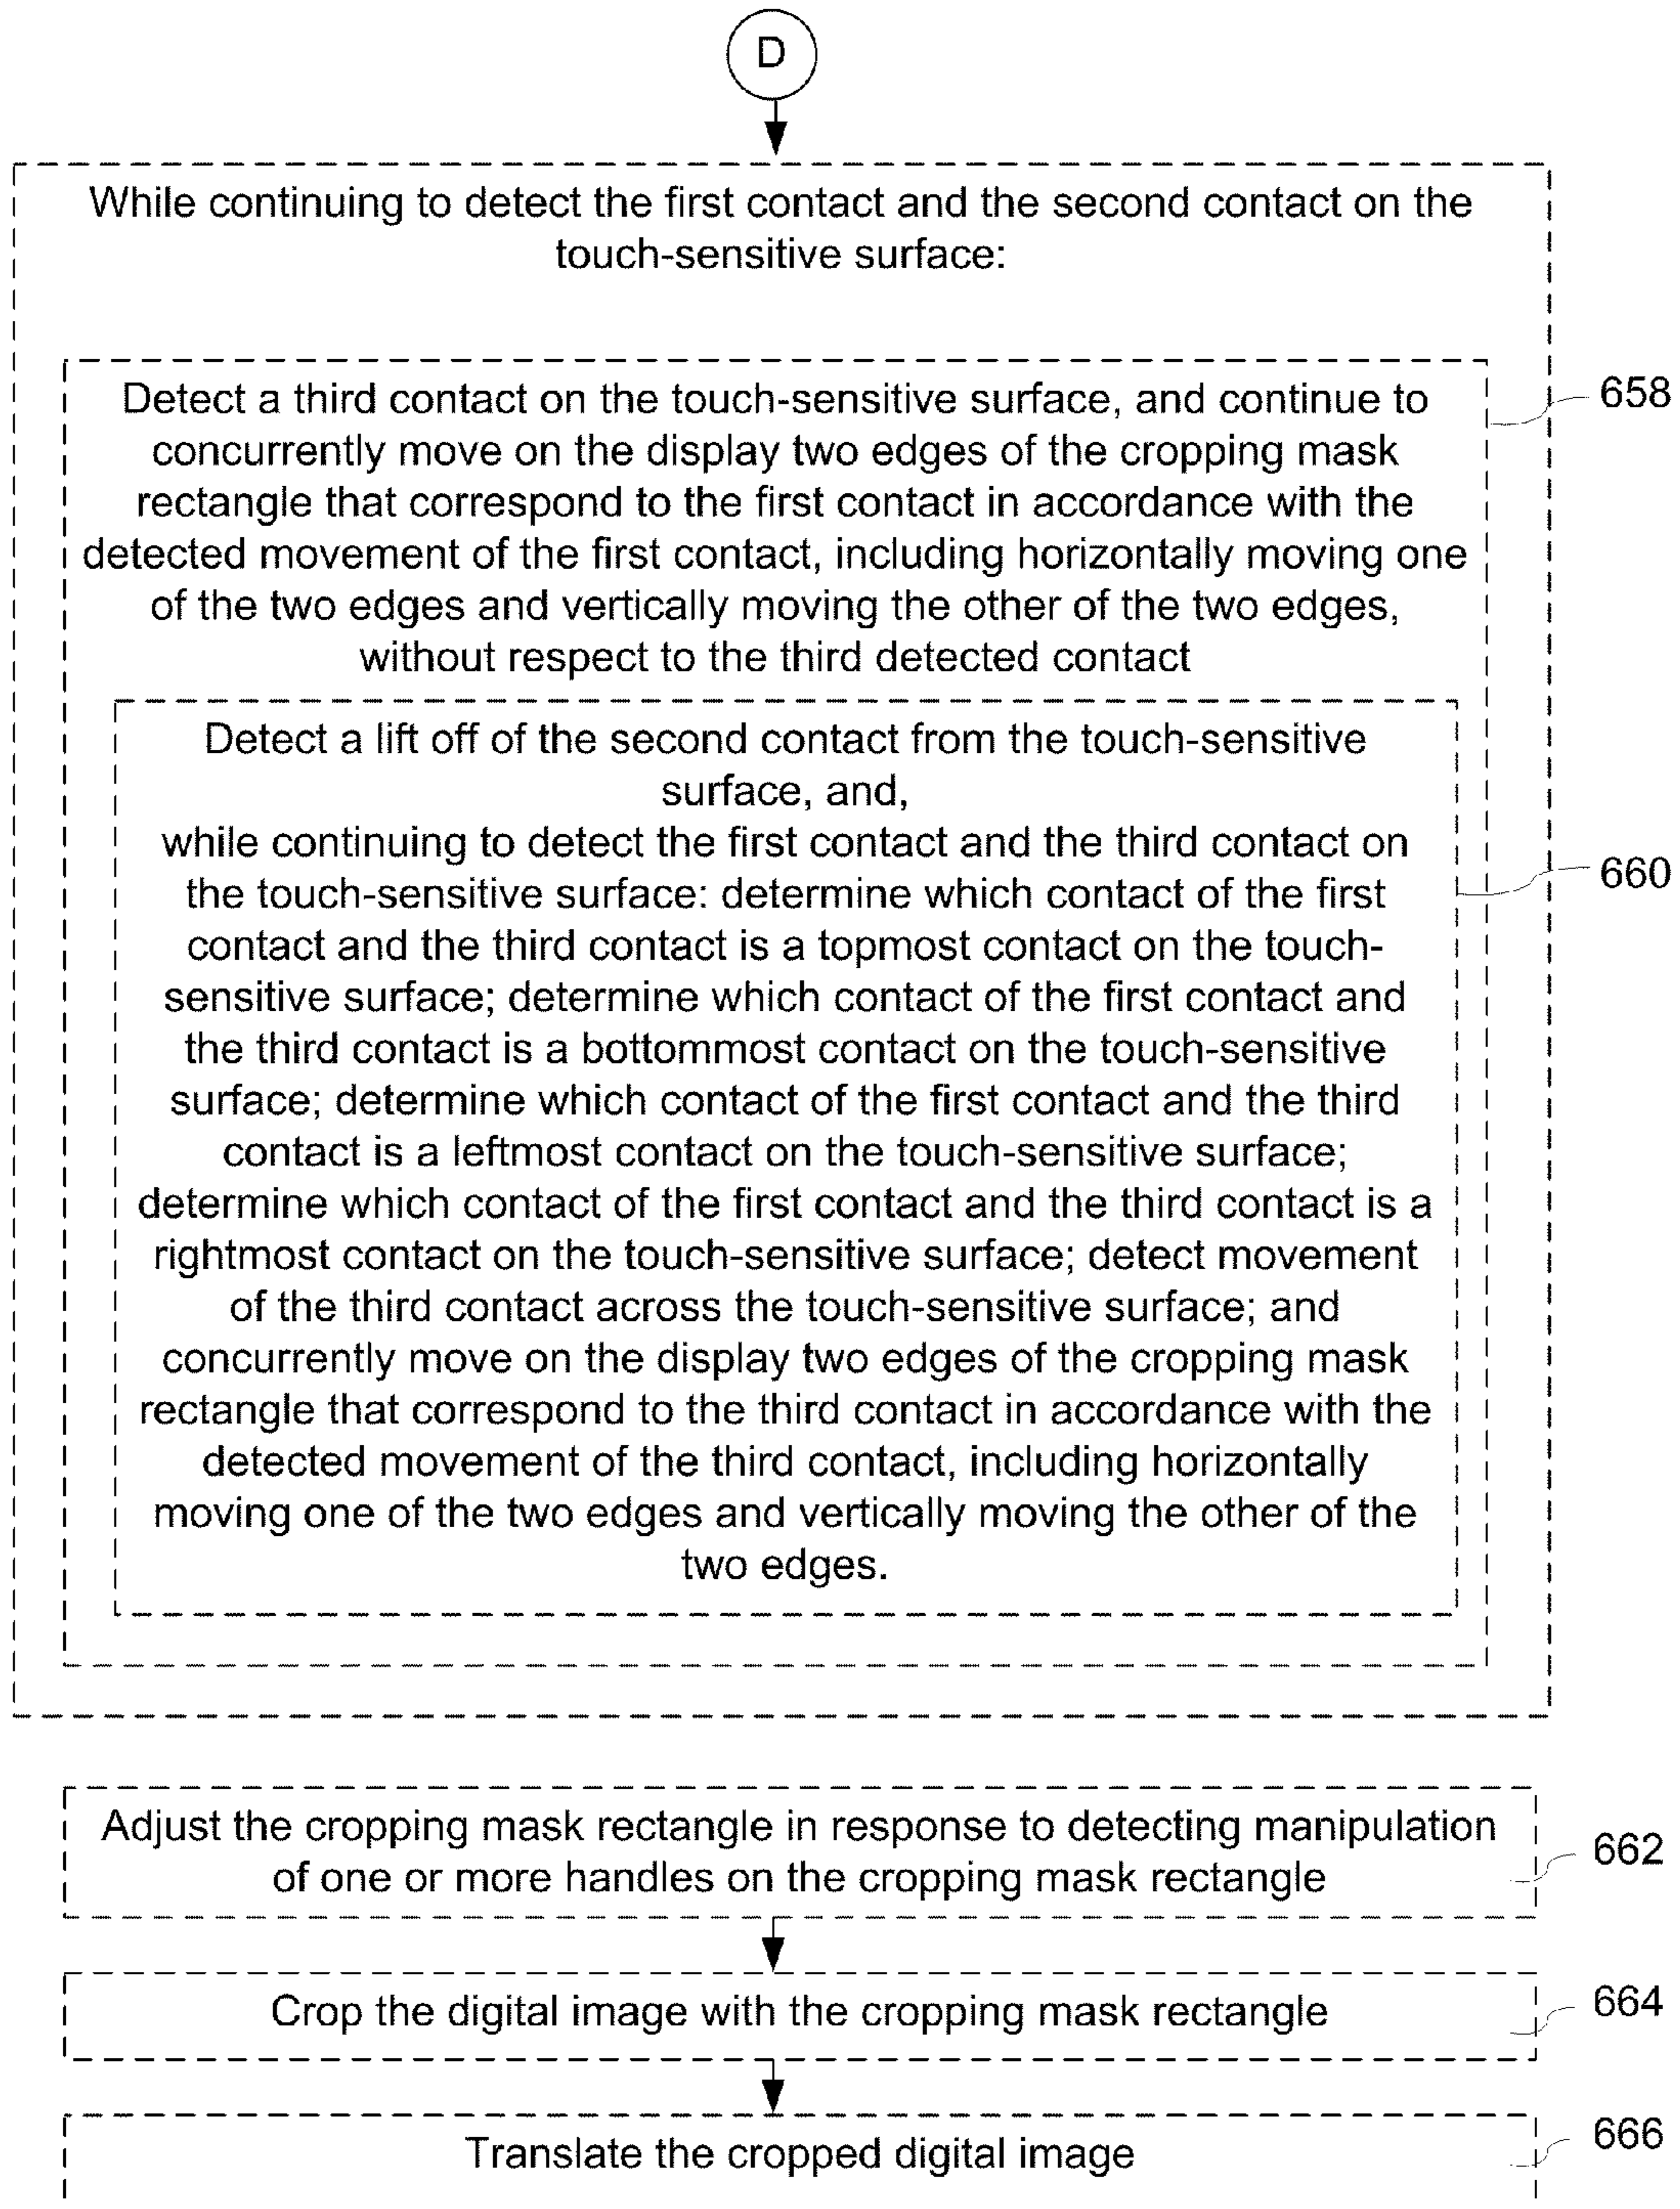 D
While continuing to detect the first contact and the second contact on the
touch-sensitive surface:
Detect a third contact on the touch-sensitive surface, and continue to
concurrently move on the display two edges of the cropping mask
rectangle that correspond to the first contact in accordance with the
detected movement of the first contact, including horizontally moving one
of the two edges and vertically moving the other of the two edges,
without respect to the third detected contact
658
Detect a lift off of the second contact from the touch-sensitive
surface, and,
while continuing to detect the first contact and the third contact on
the touch-sensitive surface: determine which contact of the first
contact and the third contact is a topmost contact on the touch-
sensitive surface; determine which contact of the first contact and
the third contact is a bottommost contact on the touch-sensitive
surface; determine which contact of the first contact and the third
contact is a leftmost contact on the touch-sensitive surface;
determine which contact of the first contact and the third contact is a
rightmost contact on the touch-sensitive surface; detect movement
of the third contact across the touch-sensitive surface; and
concurrently move on the display two edges of the cropping mask
rectangle that correspond to the third contact in accordance with the
detected movement of the third contact, including horizontally
moving one of the two edges and vertically moving the other of the
two edges.
660
Adjust the cropping mask rectangle in response to detecting manipulation
of one or more handles on the cropping mask rectangle
662
Crop the digital image with the cropping mask rectangle
664
Translate the cropped digital image
666